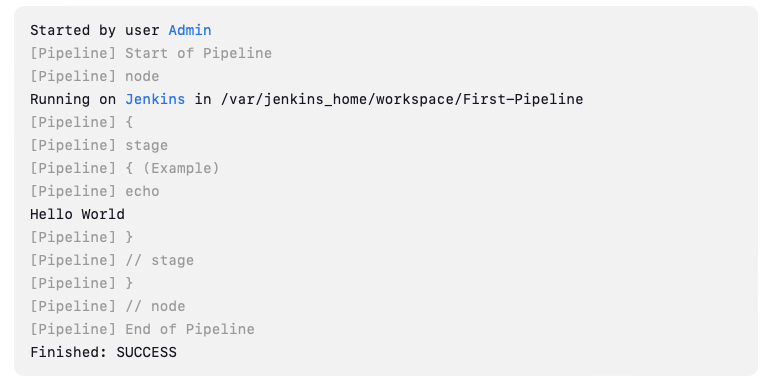 Started by user Admin
[Pipeline] Start of Pipeline
[Pipeline] node
Running on Jenkins in /var/jenkins_home/workspace/First-Pipeline
[Pipeline] {
[Pipeline] stage
[Pipeline] { (Example)
[Pipeline] echo
Hello World
[Pipeline] }
[Pipeline] // stage
[Pipeline] }
[Pipeline] // node
[Pipeline] End of Pipeline
Finished: SUCCESS